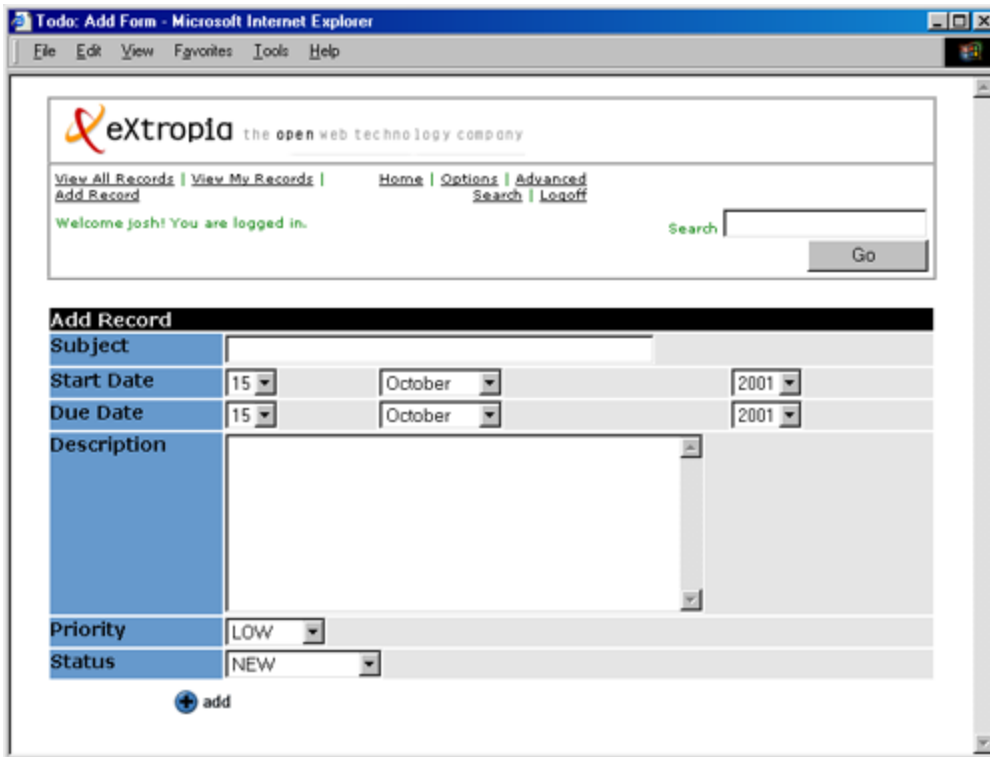 Todo: Add Form - Microsoft Internet Explorer
File Edit View Favorites Tools Help
eXtropia the open web technology company
View All Records | View My Records | Home | Options | Advanced
Add Record Search | Logoff
Welcome josh! You are logged in.
Search
Go
Add Record
Subject
Start Date 15 October 2001
Due Date 15 October 2001
Description
Priority LOW
Status NEW
add